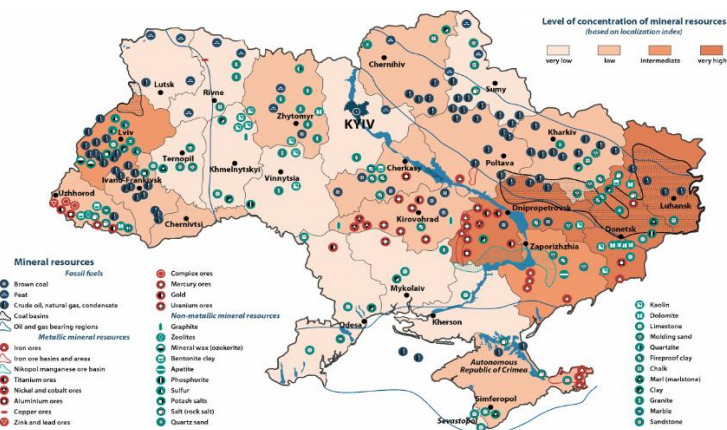 Level of concentration of mineral resources
(based on localization index)
very low
low
intermediate
very high
Chernihiv
Lutsk
Rivne
Sumy
Zhytomyr
KYIV
Lviv
Kharkiv
Ternopil
Khmelnytskyi
Cherkasy
Poltava
Ivano-Frankivsk
Vinnytsia
Luhansk
Uzhhorod
Chernivtsi
Kirovohrad
Dnipropetrovsk
Donetsk
Zaporizhzhia
Mykolaiv
Odesa
Kherson
Autonomous
Republic of Crimea
Simferopol
Sevastopol
Mineral resources
Fossil fuels
Brown coal
Peat
Crude oil, natural gas, condensate
Coal basins
Oil and gas bearing regions
Metallic mineral resources
Iron ores
Iron ore basins and areas
Nikopol manganese ore basin
Titanium ores
Nickel and cobalt ores
Aluminium ores
Copper ores
Zink and lead ores
Complex ores
Mercury ores
Gold
Uranium ores
Non-metallic mineral resources
Graphite
Zeolites
Mineral wax (ozokerite)
Bentonite clay
Apatite
Phosphorite
Sulfur
Potash salts
Salt (rock salt)
Quartz sand
Kaolin
Dolomite
Limestone
Molding sand
Quartzite
Fireproof clay
Chalk
Marl (marlstone)
Clay
Granite
Marble
Sandstone